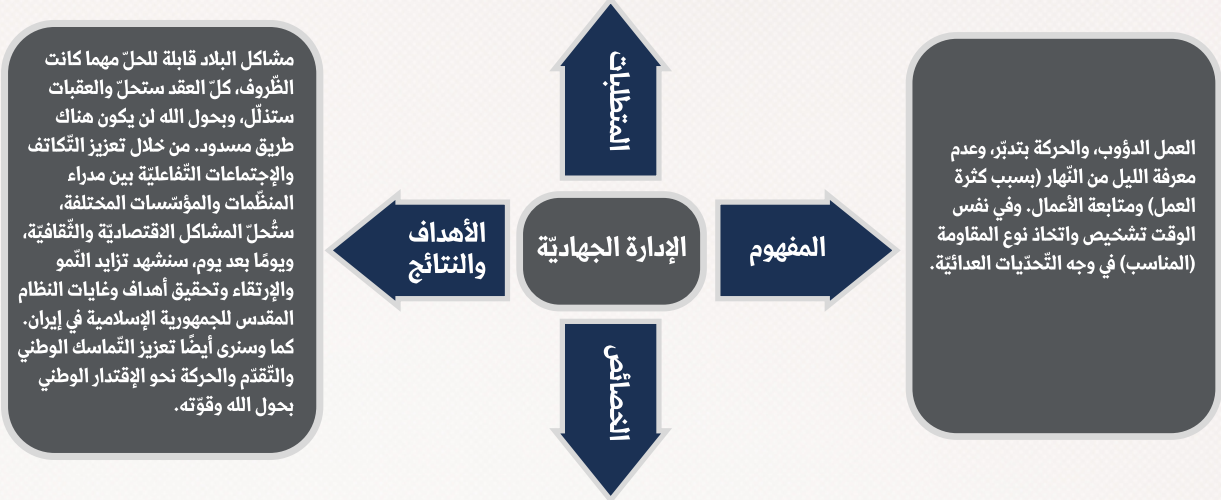 المتطلبات
العمل الدؤوب، والحركة بتدبّر، وعدم
معرفة الليل من النّهار (بسبب كثرة
العمل) ومتابعة الأعمال. وفي نفس
الوقت تشخيص واتخاذ نوع المقاومة
(المناسب) في وجه التّحدّيات العدائيّة.
المفهوم
الإدارة الجهاديّة
الأهداف
والنتائج
مشاكل البلاد قابلة للحلّ مهما كانت
الظّروف، كلّ العقد ستحلّ والعقبات
ستذلّل، وبحول الله لن يكون هناك
طريق مسدود. من خلال تعزيز التّكاتف
والإجتماعات التّفاعليّة بين مدراء
المنظّمات والمؤسّسات المختلفة،
ستُحلّ المشاكل الاقتصاديّة والثّقافيّة،
ويومًا بعد يوم، سنشهد تزايد النّمو
والإرتقاء وتحقيق أهداف وغايات النظام
المقدس للجمهورية الإسلامية في إيران.
كما وسنرى أيضًا تعزيز التّماسك الوطني
والتّقدّم والحركة نحو الإقتدار الوطني
بحول الله وقوّته.
الخصائص